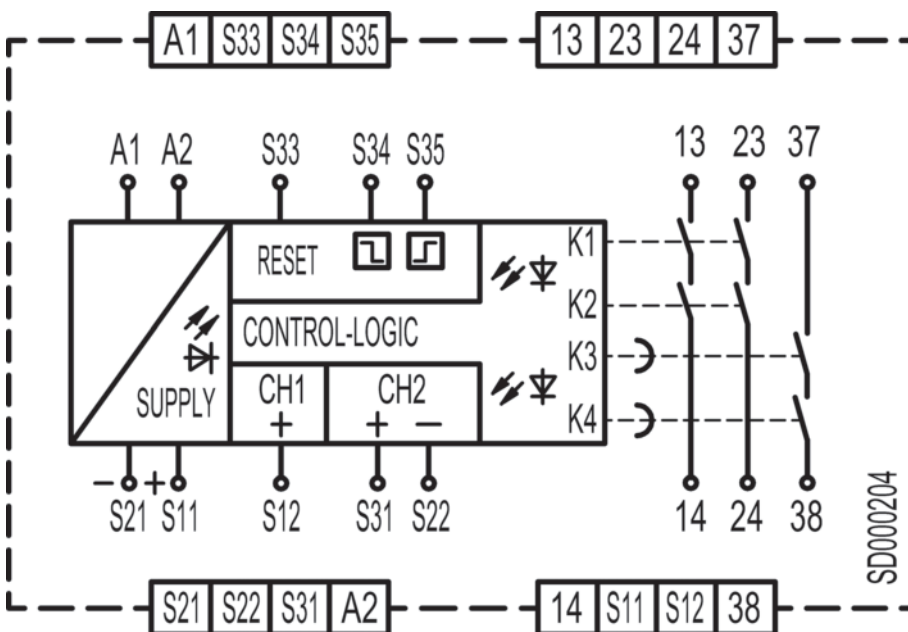 A1 S33 S34 S35 13 23 24 37
A1 A2 S33 S34 S35 13 23 37
RESET K1
K2
CONTROL-LOGIC
K3
CH1 CH2
SUPPLY + + − K4
− + 
S21 S11 S12 S31 S22 14 24 38
SD000204
S21 S22 S31 A2 14 S11 S12 38